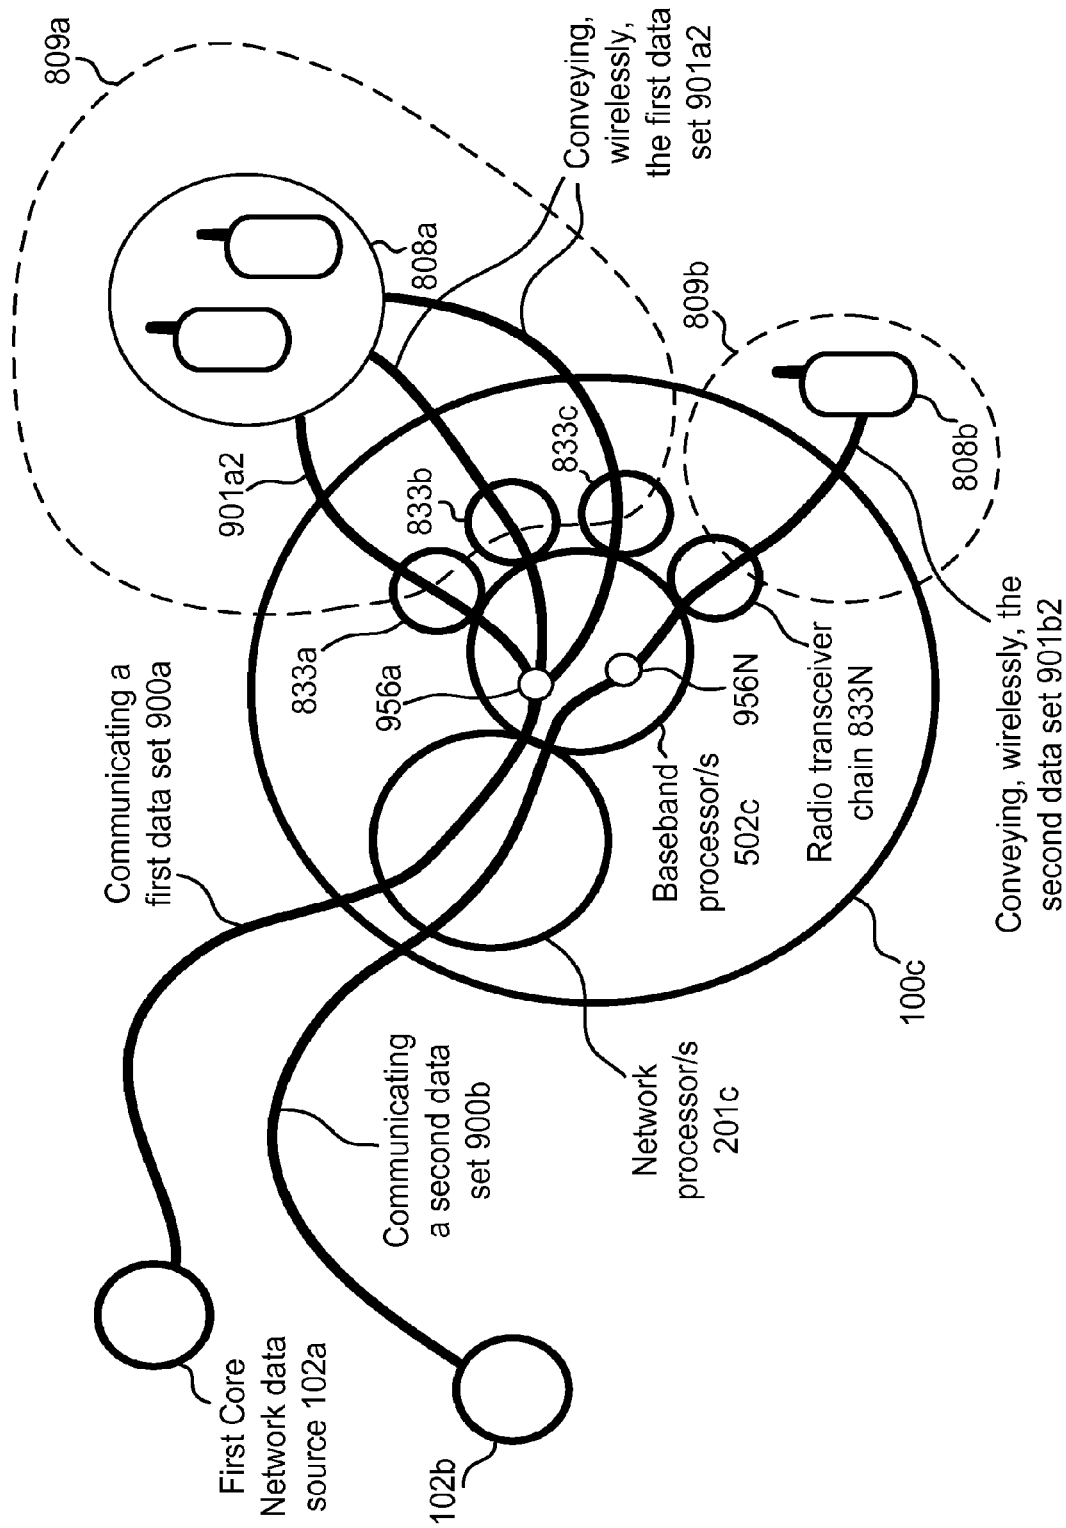 First Core
Network data
source 102a
102b
Communicating a
first data set 900a
Communicating
a second data
set 900b
Network
processor/s
201c
100c
Baseband
processor/s
502c
Radio transceiver
chain 833N
Conveying, wirelessly, the
second data set 901b2
833a
956a
956N
901a2
833b
833c
808a
808b
809a
809b
Conveying,
wirelessly,
the first data
set 901a2